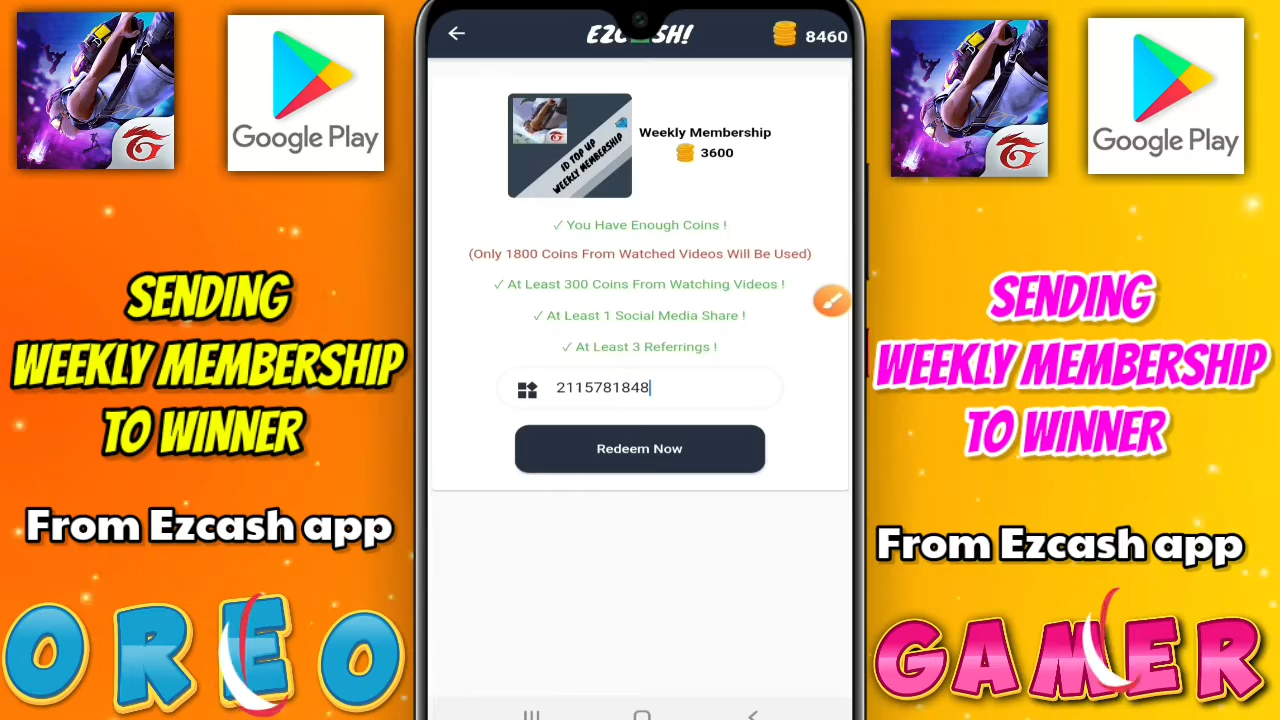 Google Play
SENDING
WEEKLY MEMBERSHIP
TO WINNER
From Ezcash app
OREO
EZCASH!
8460
ID TOP UP
WEEKLY MEMBERSHIP
Weekly Membership
3600
✓ You Have Enough Coins !
(Only 1800 Coins From Watched Videos Will Be Used)
✓ At Least 300 Coins From Watching Videos !
✓ At Least 1 Social Media Share !
✓ At Least 3 Referrings !
2115781848
Redeem Now
Google Play
SENDING
WEEKLY MEMBERSHIP
TO WINNER
From Ezcash app
GAMER